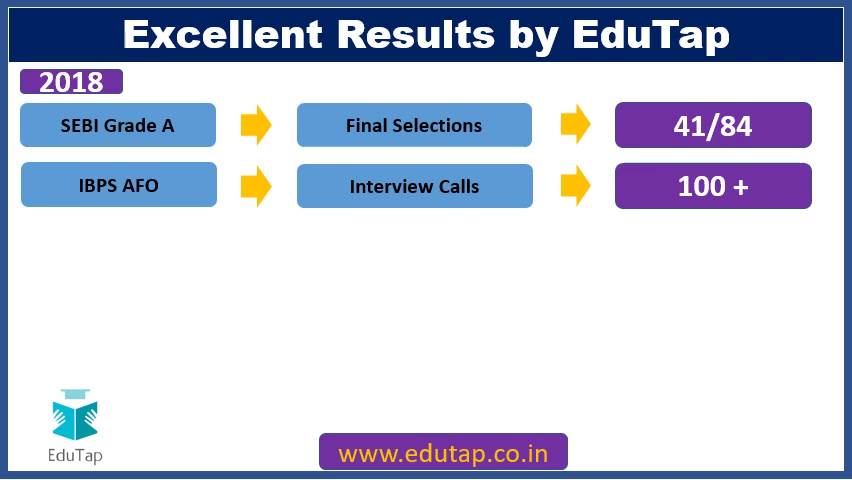 Excellent Results by EduTap
2018
SEBI Grade A
Final Selections
41/84
IBPS AFO
Interview Calls
100 +
EduTap
www.edutap.co.in